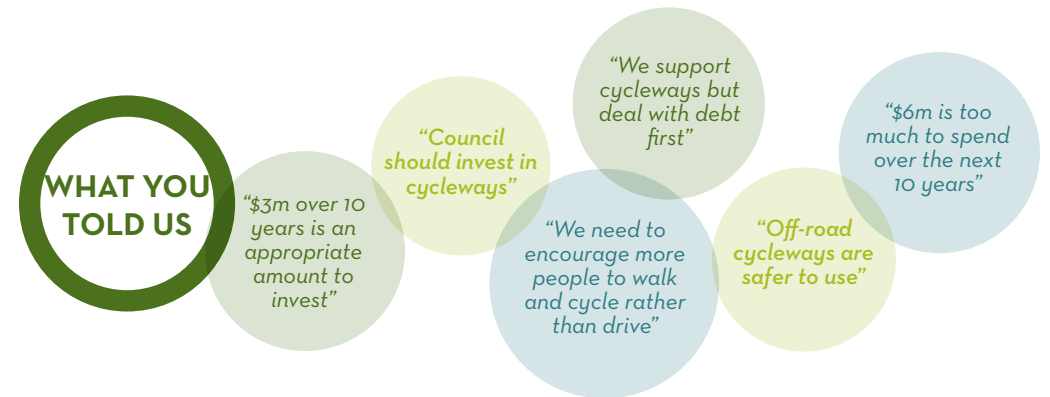 WHAT YOU
TOLD US
“$3m over 10
years is an
appropriate
amount to
invest”
“Council
should invest in
cycleways”
“We support
cycleways but
deal with debt
first”
“We need to
encourage more
people to walk
and cycle rather
than drive”
“Off-road
cycleways are
safer to use”
“$6m is too
much to spend
over the next
10 years”